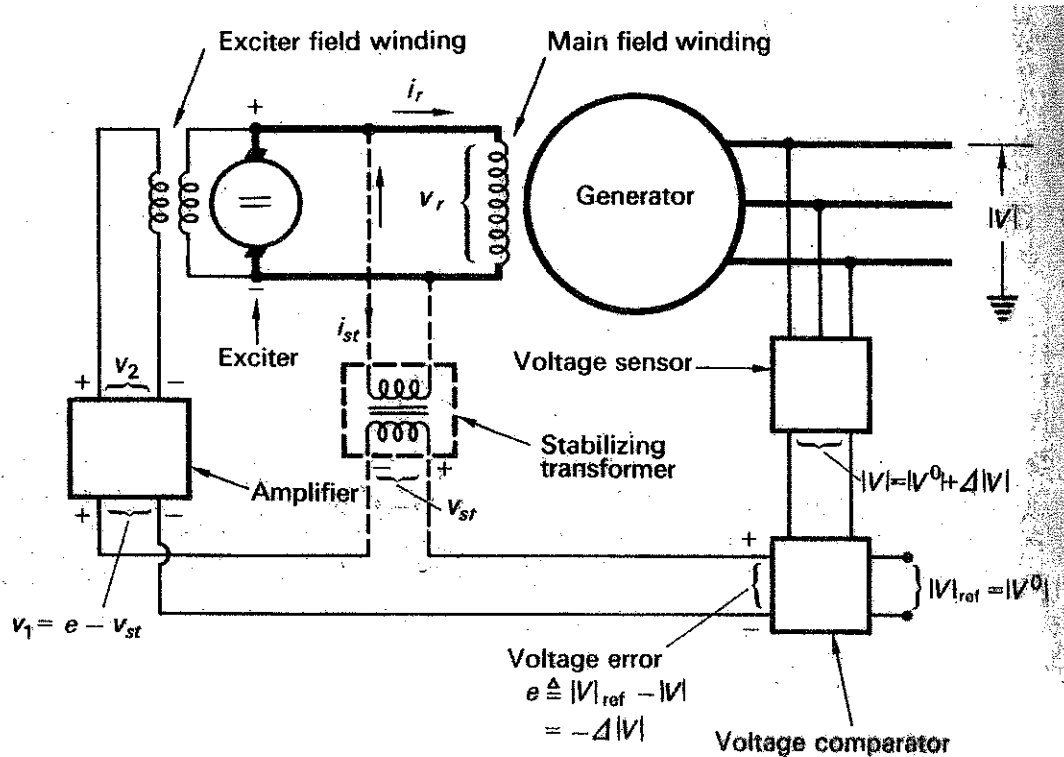 Exciter field winding
Main field winding
i_r
+
v_r
Generator
|V|
=
−
i_st
Exciter
Voltage sensor
v_2
+ −
Stabilizing
transformer
|V| = |V⁰| + Δ|V|
Amplifier
− +
v_st
+ −
+
|V|_ref = |V⁰|
v_1 = e − v_st
−
Voltage error
e ≜ |V|_ref − |V|
= −Δ|V|
Voltage comparator